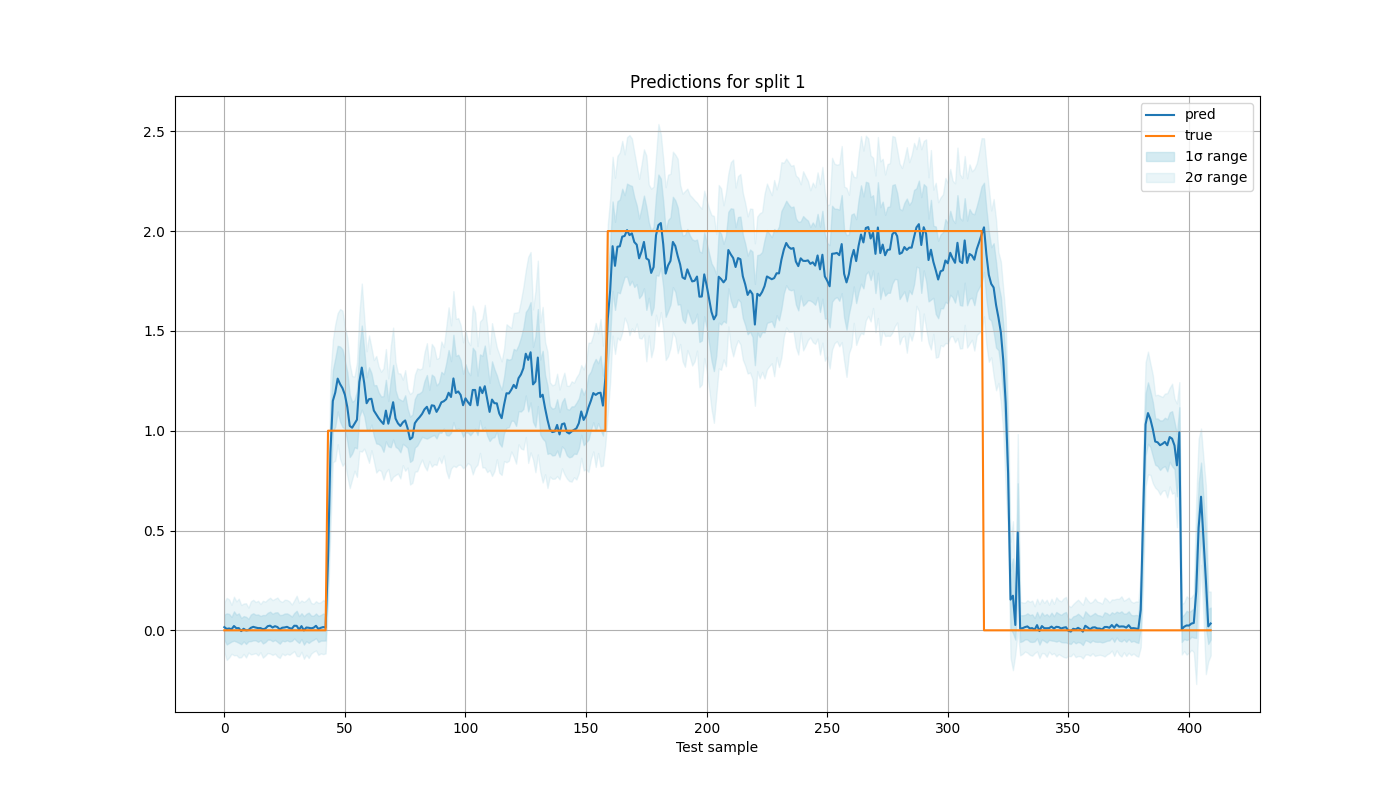 Predictions for split 1
pred
true
1σ range
2σ range
2.5
2.0
1.5
1.0
0.5
0.0
0 50 100 150 200 250 300 350 400
Test sample